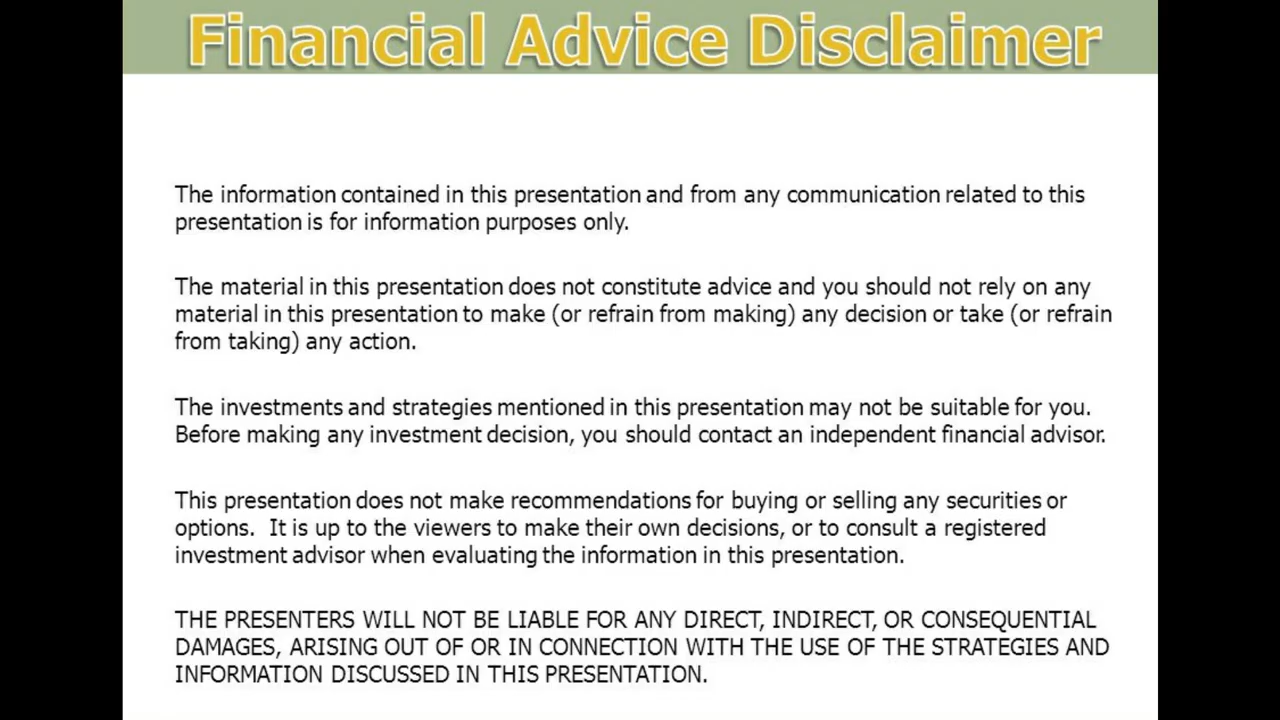 Financial Advice Disclaimer
The information contained in this presentation and from any communication related to this
presentation is for information purposes only.
The material in this presentation does not constitute advice and you should not rely on any
material in this presentation to make (or refrain from making) any decision or take (or refrain
from taking) any action.
The investments and strategies mentioned in this presentation may not be suitable for you.
Before making any investment decision, you should contact an independent financial advisor.
This presentation does not make recommendations for buying or selling any securities or
options.  It is up to the viewers to make their own decisions, or to consult a registered
investment advisor when evaluating the information in this presentation.
THE PRESENTERS WILL NOT BE LIABLE FOR ANY DIRECT, INDIRECT, OR CONSEQUENTIAL
DAMAGES, ARISING OUT OF OR IN CONNECTION WITH THE USE OF THE STRATEGIES AND
INFORMATION DISCUSSED IN THIS PRESENTATION.